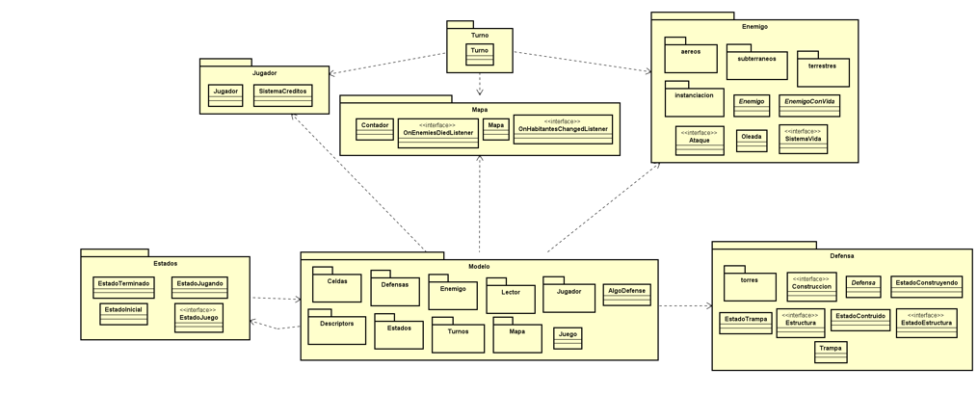 Turno
Turno
Jugador
Jugador
SistemaCreditos
Mapa
Contador
<<interface>>
OnEnemiesDiedListener
Mapa
<<interface>>
OnHabitantesChangedListener
Enemigo
aereos
subterraneos
terrestres
instanciacion
Enemigo
EnemigoConVida
<<interface>>
Ataque
Oleada
<<interface>>
SistemaVida
Estados
EstadoTerminado
EstadoJugando
EstadoInicial
<<interface>>
EstadoJuego
Modelo
Celdas
Defensas
Enemigo
Lector
Jugador
AlgoDefense
Descriptors
Estados
Turnos
Mapa
Juego
Defensa
torres
<<interface>>
Construccion
Defensa
EstadoConstruyendo
EstadoTrampa
<<interface>>
Estructura
EstadoContruido
<<interface>>
EstadoEstructura
Trampa